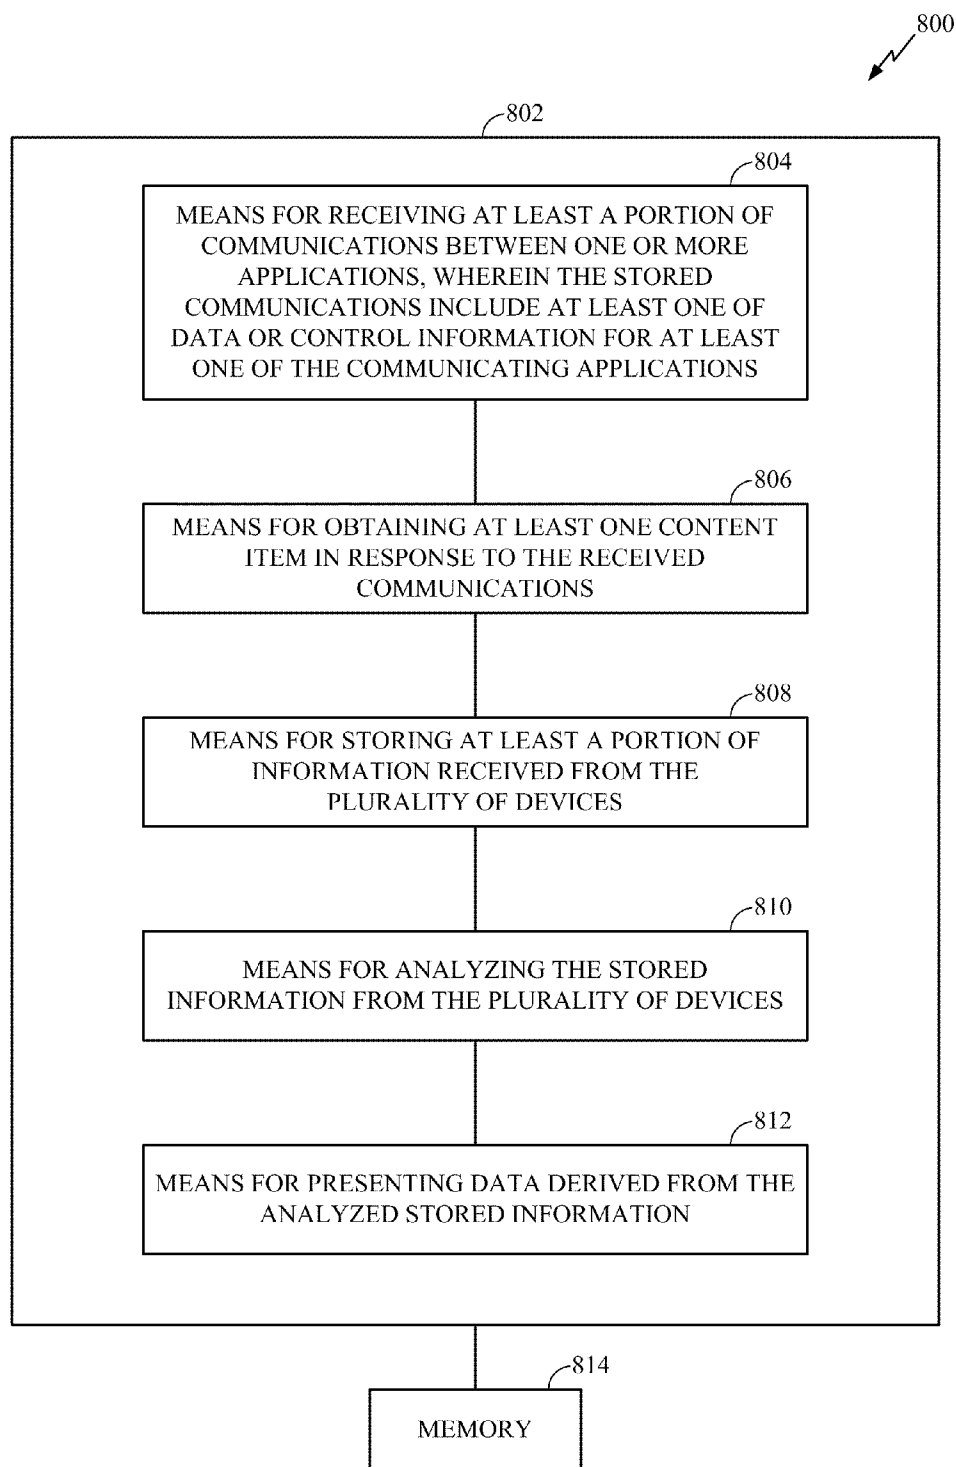 800
802
804
MEANS FOR RECEIVING AT LEAST A PORTION OF
COMMUNICATIONS BETWEEN ONE OR MORE
APPLICATIONS, WHEREIN THE STORED
COMMUNICATIONS INCLUDE AT LEAST ONE OF
DATA OR CONTROL INFORMATION FOR AT LEAST
ONE OF THE COMMUNICATING APPLICATIONS
806
MEANS FOR OBTAINING AT LEAST ONE CONTENT
ITEM IN RESPONSE TO THE RECEIVED
COMMUNICATIONS
808
MEANS FOR STORING AT LEAST A PORTION OF
INFORMATION RECEIVED FROM THE
PLURALITY OF DEVICES
810
MEANS FOR ANALYZING THE STORED
INFORMATION FROM THE PLURALITY OF DEVICES
812
MEANS FOR PRESENTING DATA DERIVED FROM THE
ANALYZED STORED INFORMATION
814
MEMORY